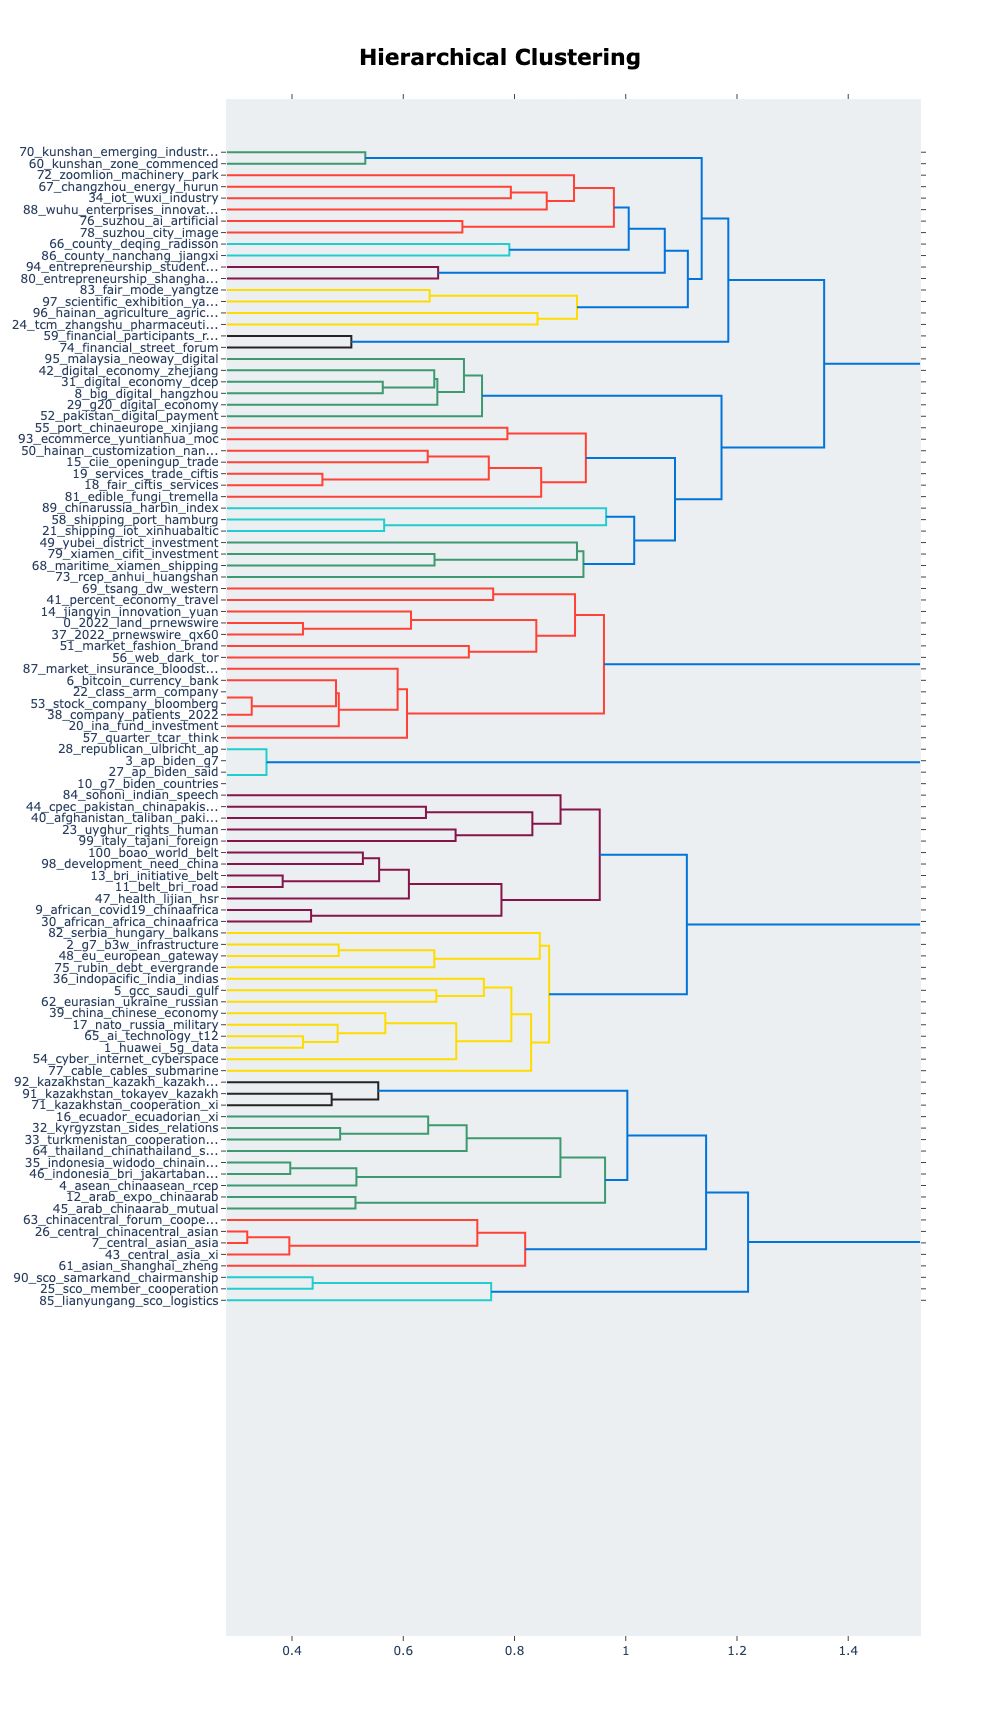 Hierarchical Clustering
70_kunshan_emerging_industr...
60_kunshan_zone_commenced
72_zoomlion_machinery_park
67_changzhou_energy_hurun
34_iot_wuxi_industry
88_wuhu_enterprises_innovat...
76_suzhou_ai_artificial
78_suzhou_city_image
66_county_deqing_radisson
86_county_nanchang_jiangxi
94_entrepreneurship_student...
80_entrepreneurship_shangha...
83_fair_mode_yangtze
97_scientific_exhibition_ya...
96_hainan_agriculture_agric...
24_tcm_zhangshu_pharmaceuti...
59_financial_participants_r...
74_financial_street_forum
95_malaysia_neoway_digital
42_digital_economy_zhejiang
31_digital_economy_dcep
8_big_digital_hangzhou
29_g20_digital_economy
52_pakistan_digital_payment
55_port_chinaeurope_xinjiang
93_ecommerce_yuntianhua_moc
50_hainan_customization_nan...
15_ciie_openingup_trade
19_services_trade_ciftis
18_fair_ciftis_services
81_edible_fungi_tremella
89_chinarussia_harbin_index
58_shipping_port_hamburg
21_shipping_iot_xinhuabaltic
49_yubei_district_investment
79_xiamen_cifit_investment
68_maritime_xiamen_shipping
73_rcep_anhui_huangshan
69_tsang_dw_western
41_percent_economy_travel
14_jiangyin_innovation_yuan
0_2022_land_prnewswire
37_2022_prnewswire_qx60
51_market_fashion_brand
56_web_dark_tor
87_market_insurance_bloodst...
6_bitcoin_currency_bank
22_class_arm_company
53_stock_company_bloomberg
38_company_patients_2022
20_ina_fund_investment
57_quarter_tcar_think
28_republican_ulbricht_ap
3_ap_biden_g7
27_ap_biden_said
10_g7_biden_countries
84_sohoni_indian_speech
44_cpec_pakistan_chinapakis...
40_afghanistan_taliban_paki...
23_uyghur_rights_human
99_italy_tajani_foreign
100_boao_world_belt
98_development_need_china
13_bri_initiative_belt
11_belt_bri_road
47_health_lijian_hsr
9_african_covid19_chinaafrica
30_african_africa_chinaafrica
82_serbia_hungary_balkans
2_g7_b3w_infrastructure
48_eu_european_gateway
75_rubin_debt_evergrande
36_indopacific_india_indias
5_gcc_saudi_gulf
62_eurasian_ukraine_russian
39_china_chinese_economy
17_nato_russia_military
65_ai_technology_t12
1_huawei_5g_data
54_cyber_internet_cyberspace
77_cable_cables_submarine
92_kazakhstan_kazakh_kazakh...
91_kazakhstan_tokayev_kazakh
71_kazakhstan_cooperation_xi
16_ecuador_ecuadorian_xi
32_kyrgyzstan_sides_relations
33_turkmenistan_cooperation...
64_thailand_chinathailand_s...
35_indonesia_widodo_chinain...
46_indonesia_bri_jakartaban...
4_asean_chinaasean_rcep
12_arab_expo_chinaarab
45_arab_chinaarab_mutual
63_chinacentral_forum_coope...
26_central_chinacentral_asian
7_central_asian_asia
43_central_asia_xi
61_asian_shanghai_zheng
90_sco_samarkand_chairmanship
25_sco_member_cooperation
85_lianyungang_sco_logistics
0.4 0.6 0.8 1 1.2 1.4